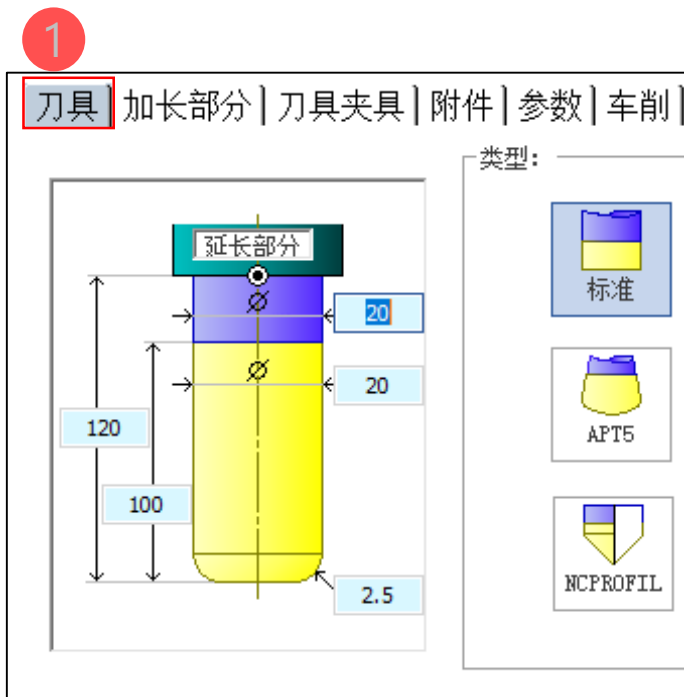 1
刀具 加长部分 刀具夹具 附件 参数 车削
类型:
延长部分
标准
Ø
20
Ø
20
120
APT5
100
NCPROFIL
2.5